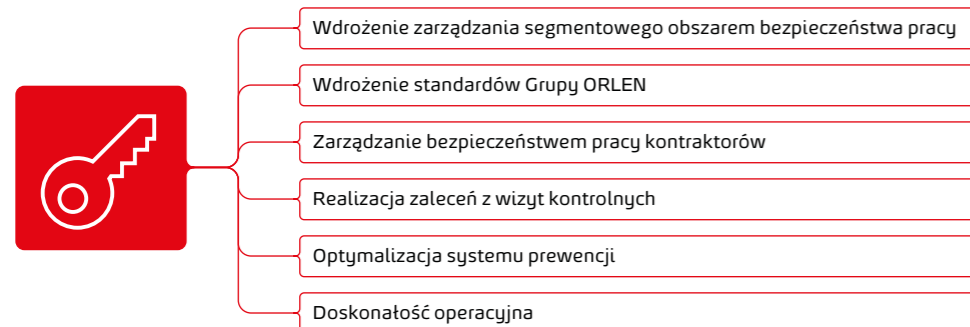 Wdrożenie zarządzania segmentowego obszarem bezpieczeństwa pracy
Wdrożenie standardów Grupy ORLEN
Zarządzanie bezpieczeństwem pracy kontraktorów
Realizacja zaleceń z wizyt kontrolnych
Optymalizacja systemu prewencji
Doskonałość operacyjna